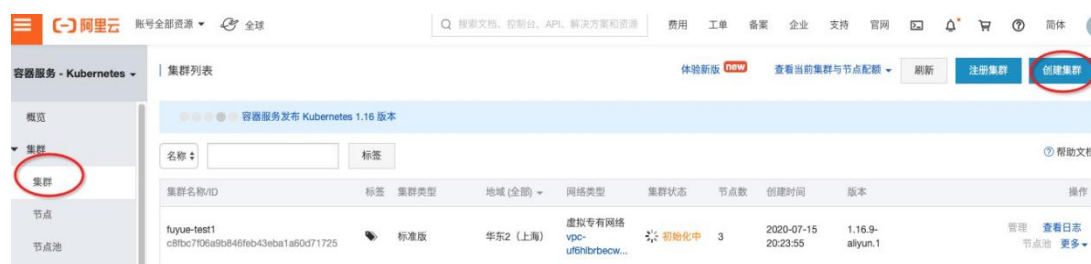 阿里云 账号全部资源 全球 搜索文档、控制台、API、解决方案和资源 费用 工单 备案 企业 支持 官网 简体
容器服务 - Kubernetes
集群列表 体验新版 new 查看当前集群与节点配额 刷新 注册集群 创建集群
概览
容器服务发布 Kubernetes 1.16 版本
集群
名称 标签
帮助文档
集群
集群名称/ID 标签 集群类型 地域 (全部) 网络类型 集群状态 节点数 创建时间 版本 操作
节点
节点池
fuyue-test1
c8fbc7f06a9b846feb43eba1a60d71725
标准版 华东2(上海)
虚拟专有网络
vpc-
uf6hlbrbecw...
初始化中 3
2020-07-15
20:23:55
1.16.9-
aliyun.1
管理 查看日志
节点池 更多